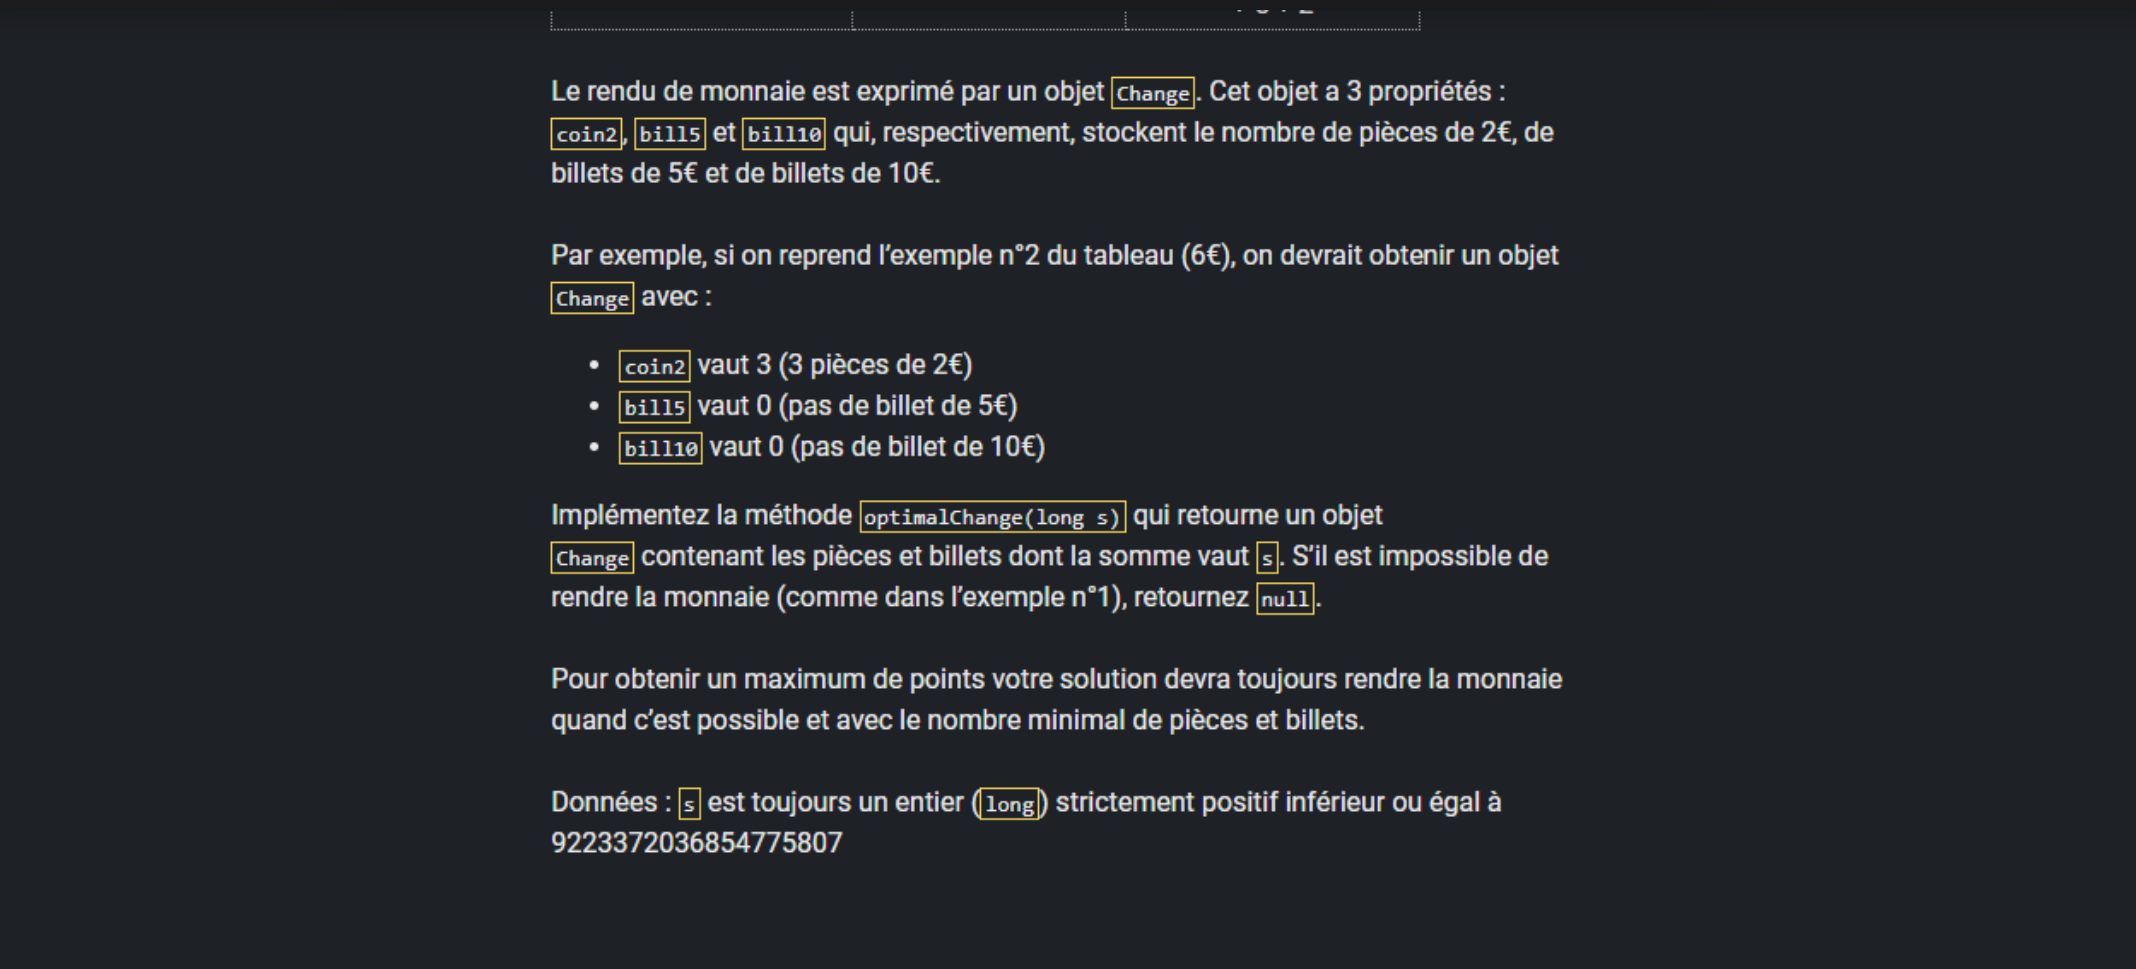 Le rendu de monnaie est exprimé par un objet Change. Cet objet a 3 propriétés :
coin2, bill5 et bill10 qui, respectivement, stockent le nombre de pièces de 2€, de
billets de 5€ et de billets de 10€.
Par exemple, si on reprend l’exemple n°2 du tableau (6€), on devrait obtenir un objet
Change avec :
• coin2 vaut 3 (3 pièces de 2€)
• bill5 vaut 0 (pas de billet de 5€)
• bill10 vaut 0 (pas de billet de 10€)
Implémentez la méthode optimalChange(long s) qui retourne un objet
Change contenant les pièces et billets dont la somme vaut s. S’il est impossible de
rendre la monnaie (comme dans l’exemple n°1), retournez null.
Pour obtenir un maximum de points votre solution devra toujours rendre la monnaie
quand c’est possible et avec le nombre minimal de pièces et billets.
Données : s est toujours un entier (long) strictement positif inférieur ou égal à
9223372036854775807